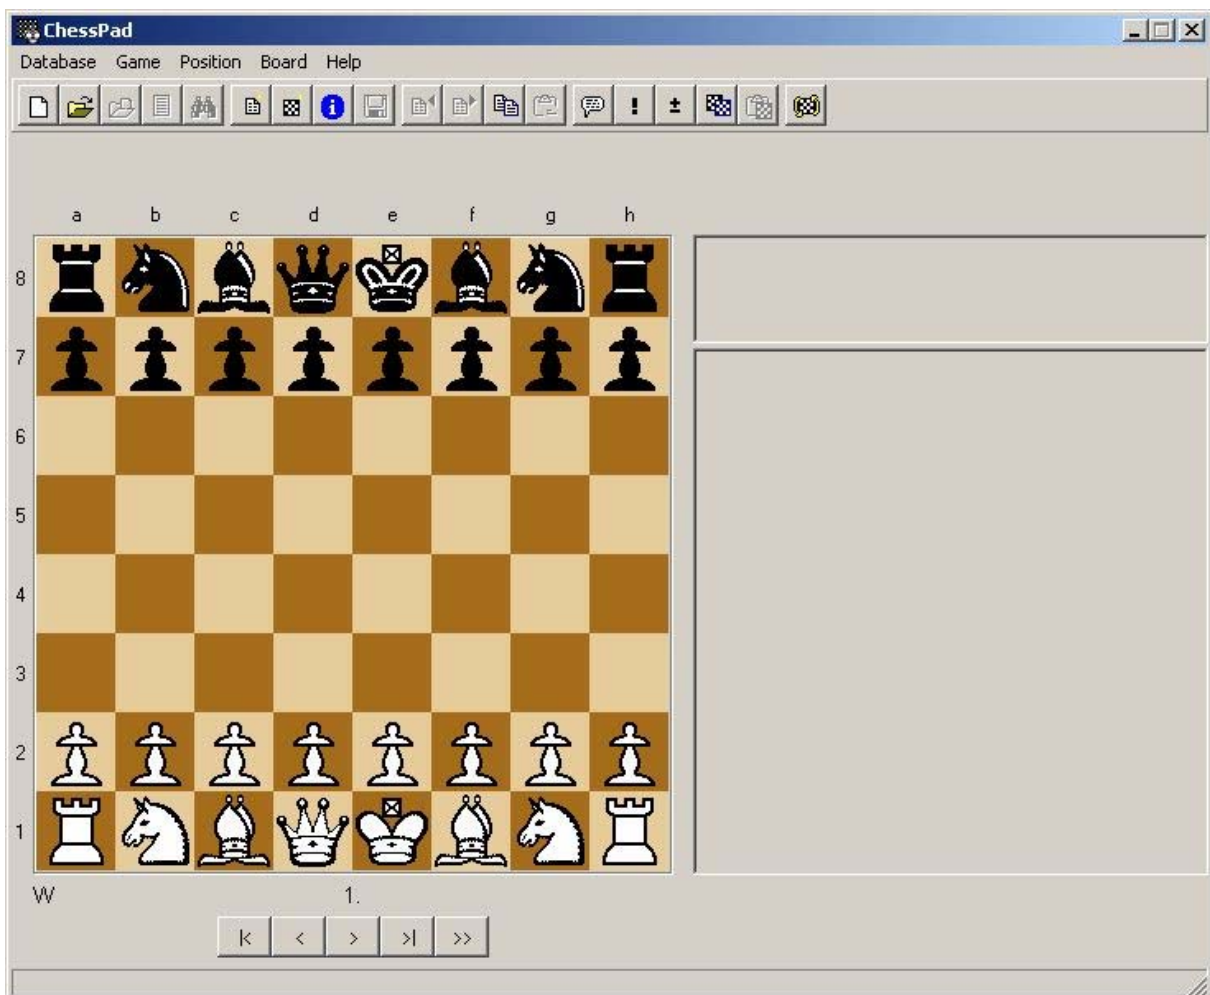 ChessPad
Database Game Position Board Help
a b c d e f g h
8
7
6
5
4
3
2
1
W 1.
|< < > >| >>